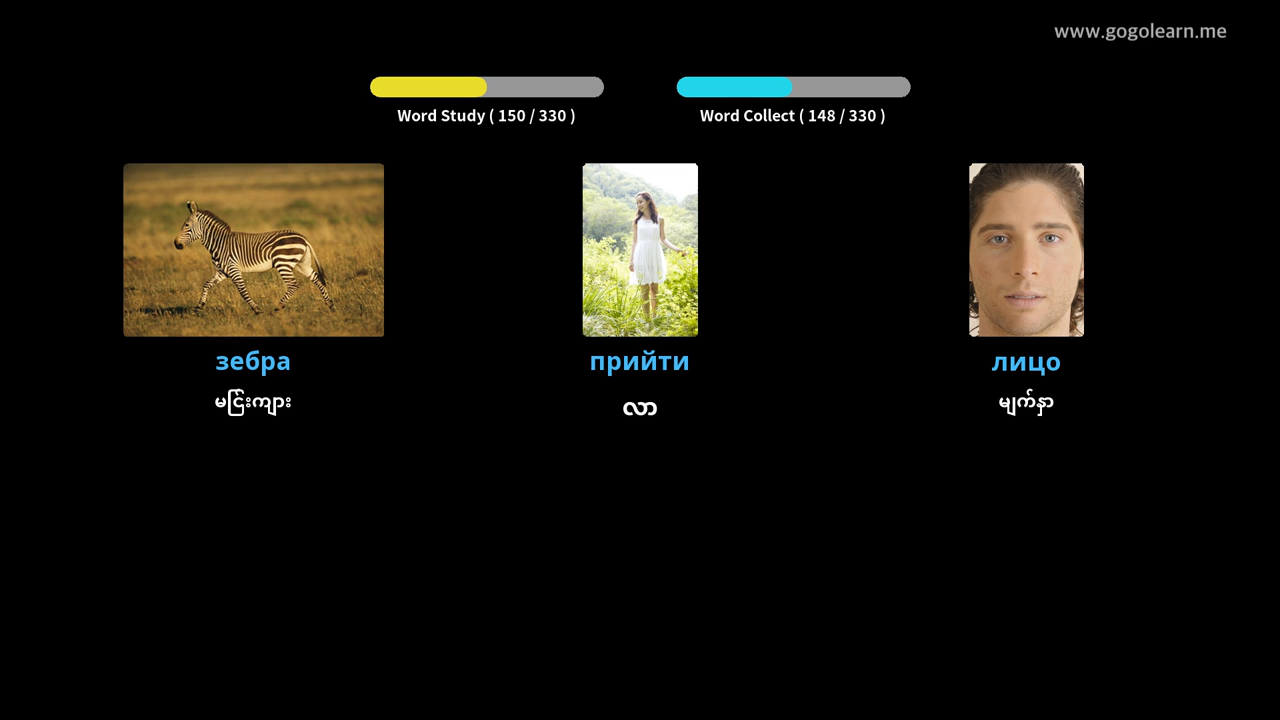 www.gogolearn.me
Word Study ( 150 / 330 )
Word Collect ( 148 / 330 )
зебра
прийти
лицо
မငြ်းကျား
လာ
မျက်နှာ